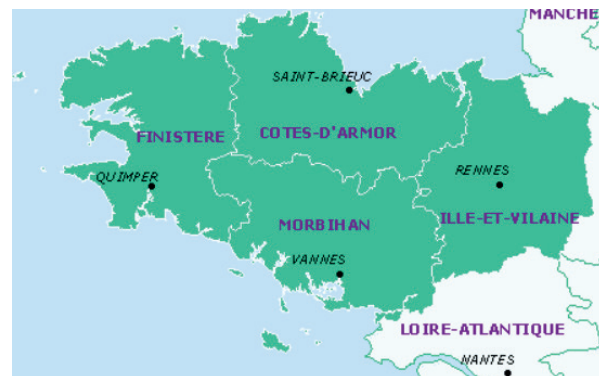 MANCHE
SAINT-BRIEUC
FINISTERE
COTES-D'ARMOR
QUIMPER
RENNES
MORBIHAN
ILLE-ET-VILAINE
VANNES
LOIRE-ATLANTIQUE
NANTES